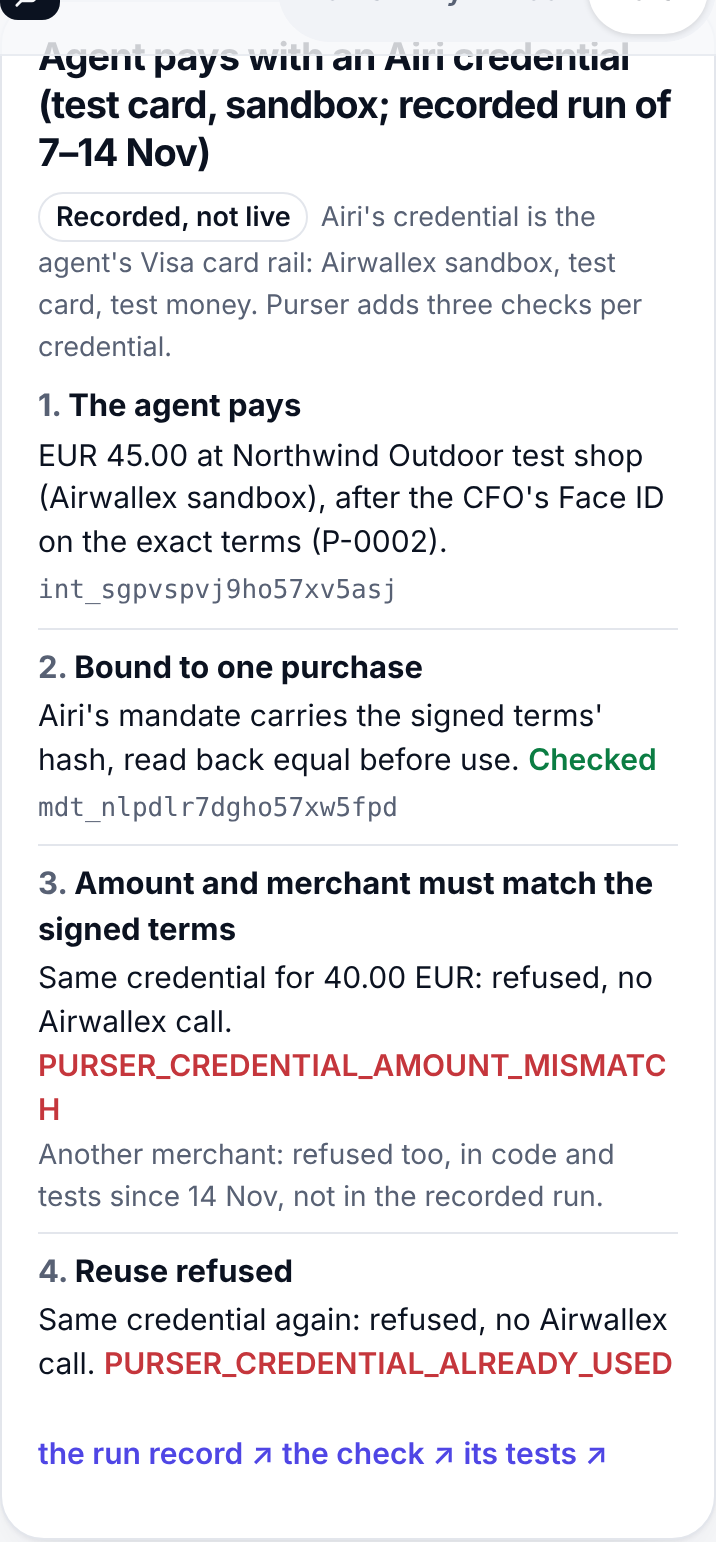 Agent pays with an Airi credential
(test card, sandbox; recorded run of
7–14 Nov)
Recorded, not live Airi's credential is the
agent's Visa card rail: Airwallex sandbox, test
card, test money. Purser adds three checks per
credential.
1. The agent pays
EUR 45.00 at Northwind Outdoor test shop
(Airwallex sandbox), after the CFO's Face ID
on the exact terms (P-0002).
int_sgpvspvj9ho57xv5asj
2. Bound to one purchase
Airi's mandate carries the signed terms'
hash, read back equal before use. Checked
mdt_nlpdlr7dgho57xw5fpd
3. Amount and merchant must match the
signed terms
Same credential for 40.00 EUR: refused, no
Airwallex call.
PURSER_CREDENTIAL_AMOUNT_MISMATC
H
Another merchant: refused too, in code and
tests since 14 Nov, not in the recorded run.
4. Reuse refused
Same credential again: refused, no Airwallex
call. PURSER_CREDENTIAL_ALREADY_USED
the run record ↗ the check ↗ its tests ↗